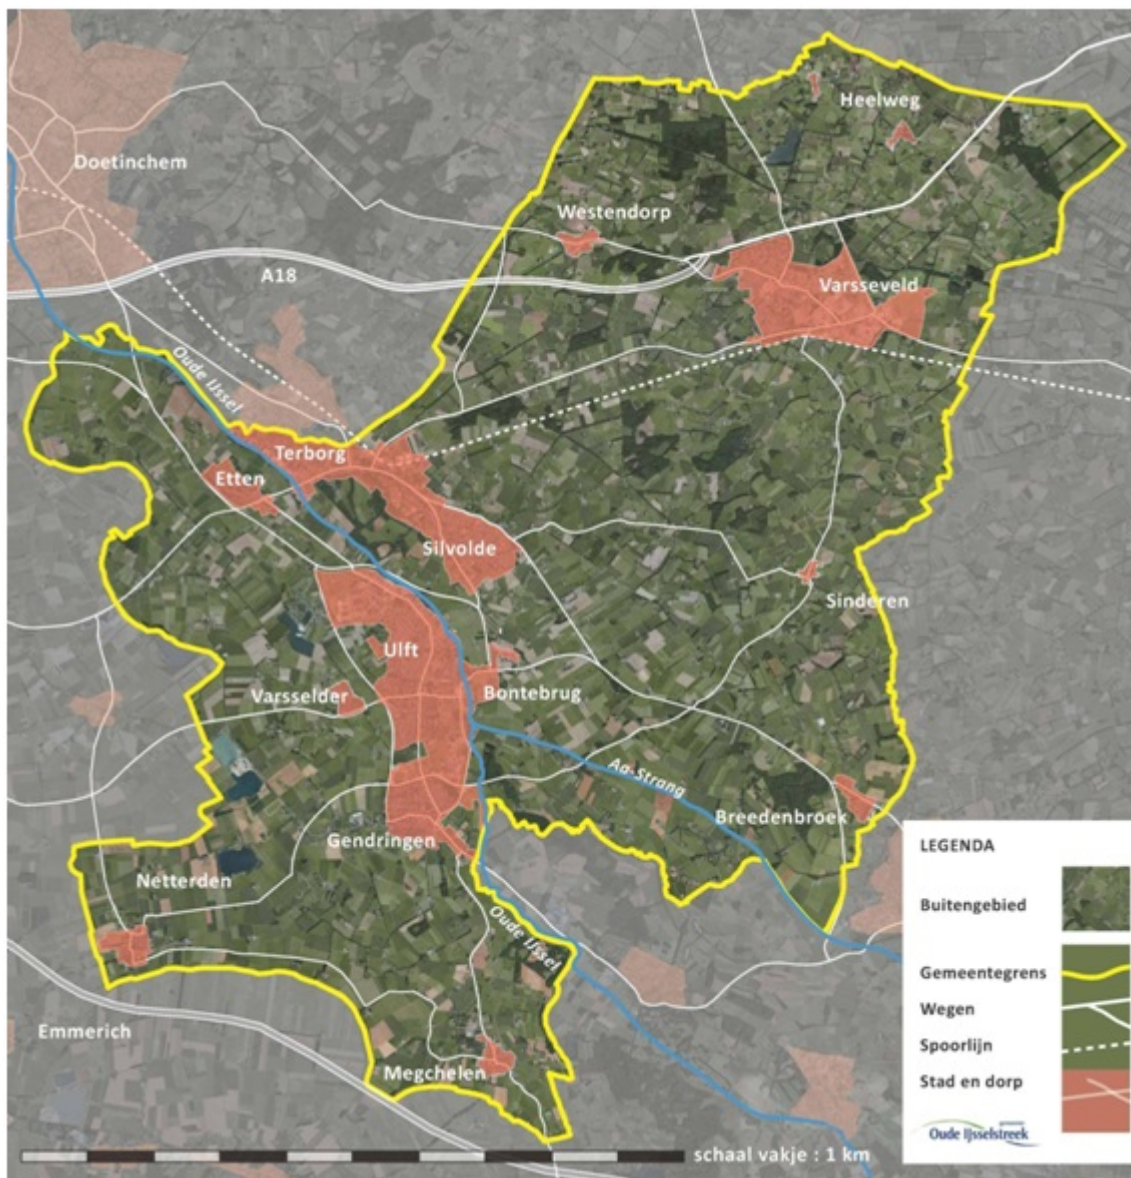 Heelweg
Doetinchem
Westendorp
A18
Varsseveld
Oude IJssel
Terborg
Etten
Silvolde
Sinderen
Ulft
Varsselder
Bontebrug
Aa-Strang
Breedenbroek
Gendringen
Netterden
Oude IJssel
Emmerich
Megchelen
schaal vakje : 1 km
LEGENDA
Buitengebied
Gemeentegrens
Wegen
Spoorlijn
Stad en dorp
Oude IJsselstreek